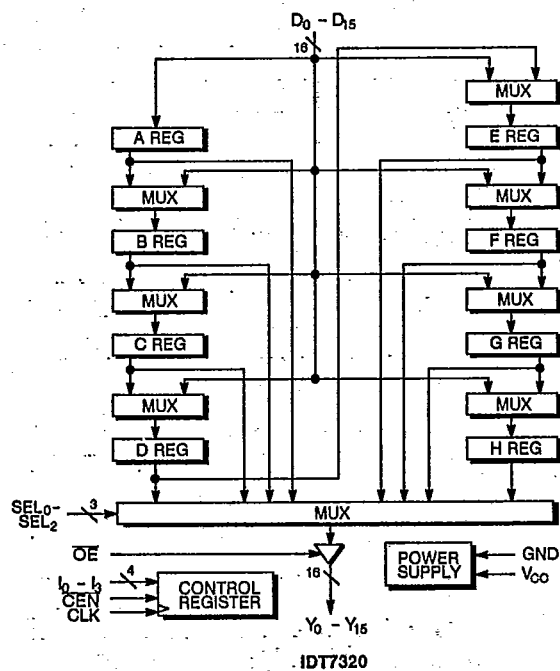 D0 – D15
16
MUX
A REG
E REG
MUX
MUX
B REG
F REG
MUX
MUX
C REG
G REG
MUX
MUX
D REG
H REG
SEL0-
SEL2
3
MUX
OE
16
POWER
SUPPLY
GND
VCC
I0 – I3
4
CEN
CLK
CONTROL
REGISTER
Y0 – Y15
IDT7320